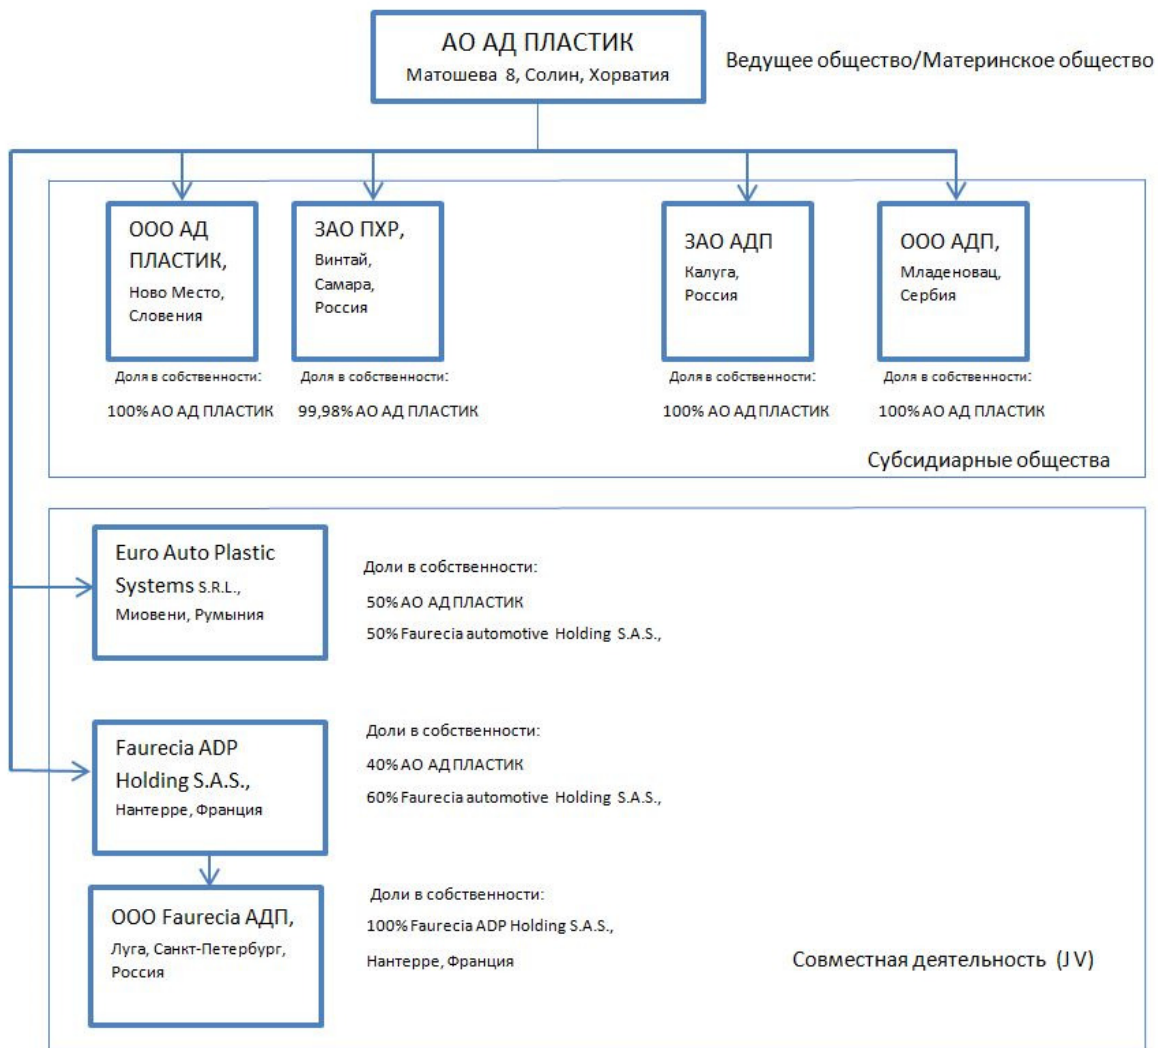 АО АД ПЛАСТИК
Матошева 8, Солин, Хорватия
Ведущее общество/Материнское общество
ООО АД
ПЛАСТИК,
Ново Место,
Словения
ЗАО ПХР,
Винтай,
Самара,
Россия
ЗАО АДП
Калуга,
Россия
ООО АДП,
Младеновац,
Сербия
Доля в собственности:
100% АО АД ПЛАСТИК
Доля в собственности:
99,98% АО АД ПЛАСТИК
Доля в собственности:
100% АО АД ПЛАСТИК
Доля в собственности:
100% АО АД ПЛАСТИК
Субсидиарные общества
Euro Auto Plastic
Systems S.R.L.,
Миовени, Румыния
Доли в собственности:
50% АО АД ПЛАСТИК
50% Faurecia automotive Holding S.A.S.,
Faurecia ADP
Holding S.A.S.,
Нантерре, Франция
Доли в собственности:
40% АО АД ПЛАСТИК
60% Faurecia automotive Holding S.A.S.,
ООО Faurecia АДП,
Луга, Санкт-Петербург,
Россия
Доли в собственности:
100% Faurecia ADP Holding S.A.S.,
Нантерре, Франция
Совместная деятельность (J V)